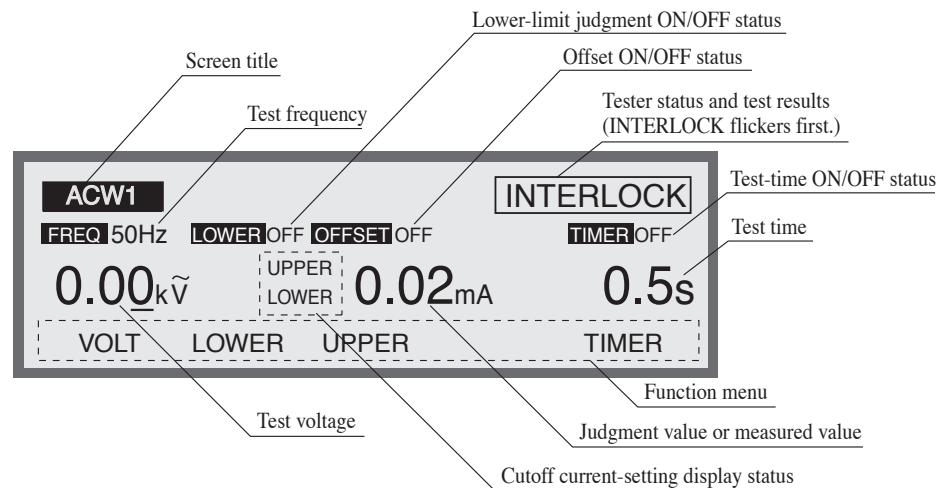 Lower-limit judgment ON/OFF status
Offset ON/OFF status
Screen title
Tester status and test results
(INTERLOCK flickers first.)
Test frequency
Test-time ON/OFF status
ACW1
INTERLOCK
Test time
FREQ 50Hz LOWER OFF OFFSET OFF TIMER OFF
UPPER
0.00kṼ LOWER 0.02mA 0.5s
VOLT LOWER UPPER TIMER
Function menu
Test voltage
Judgment value or measured value
Cutoff current-setting display status